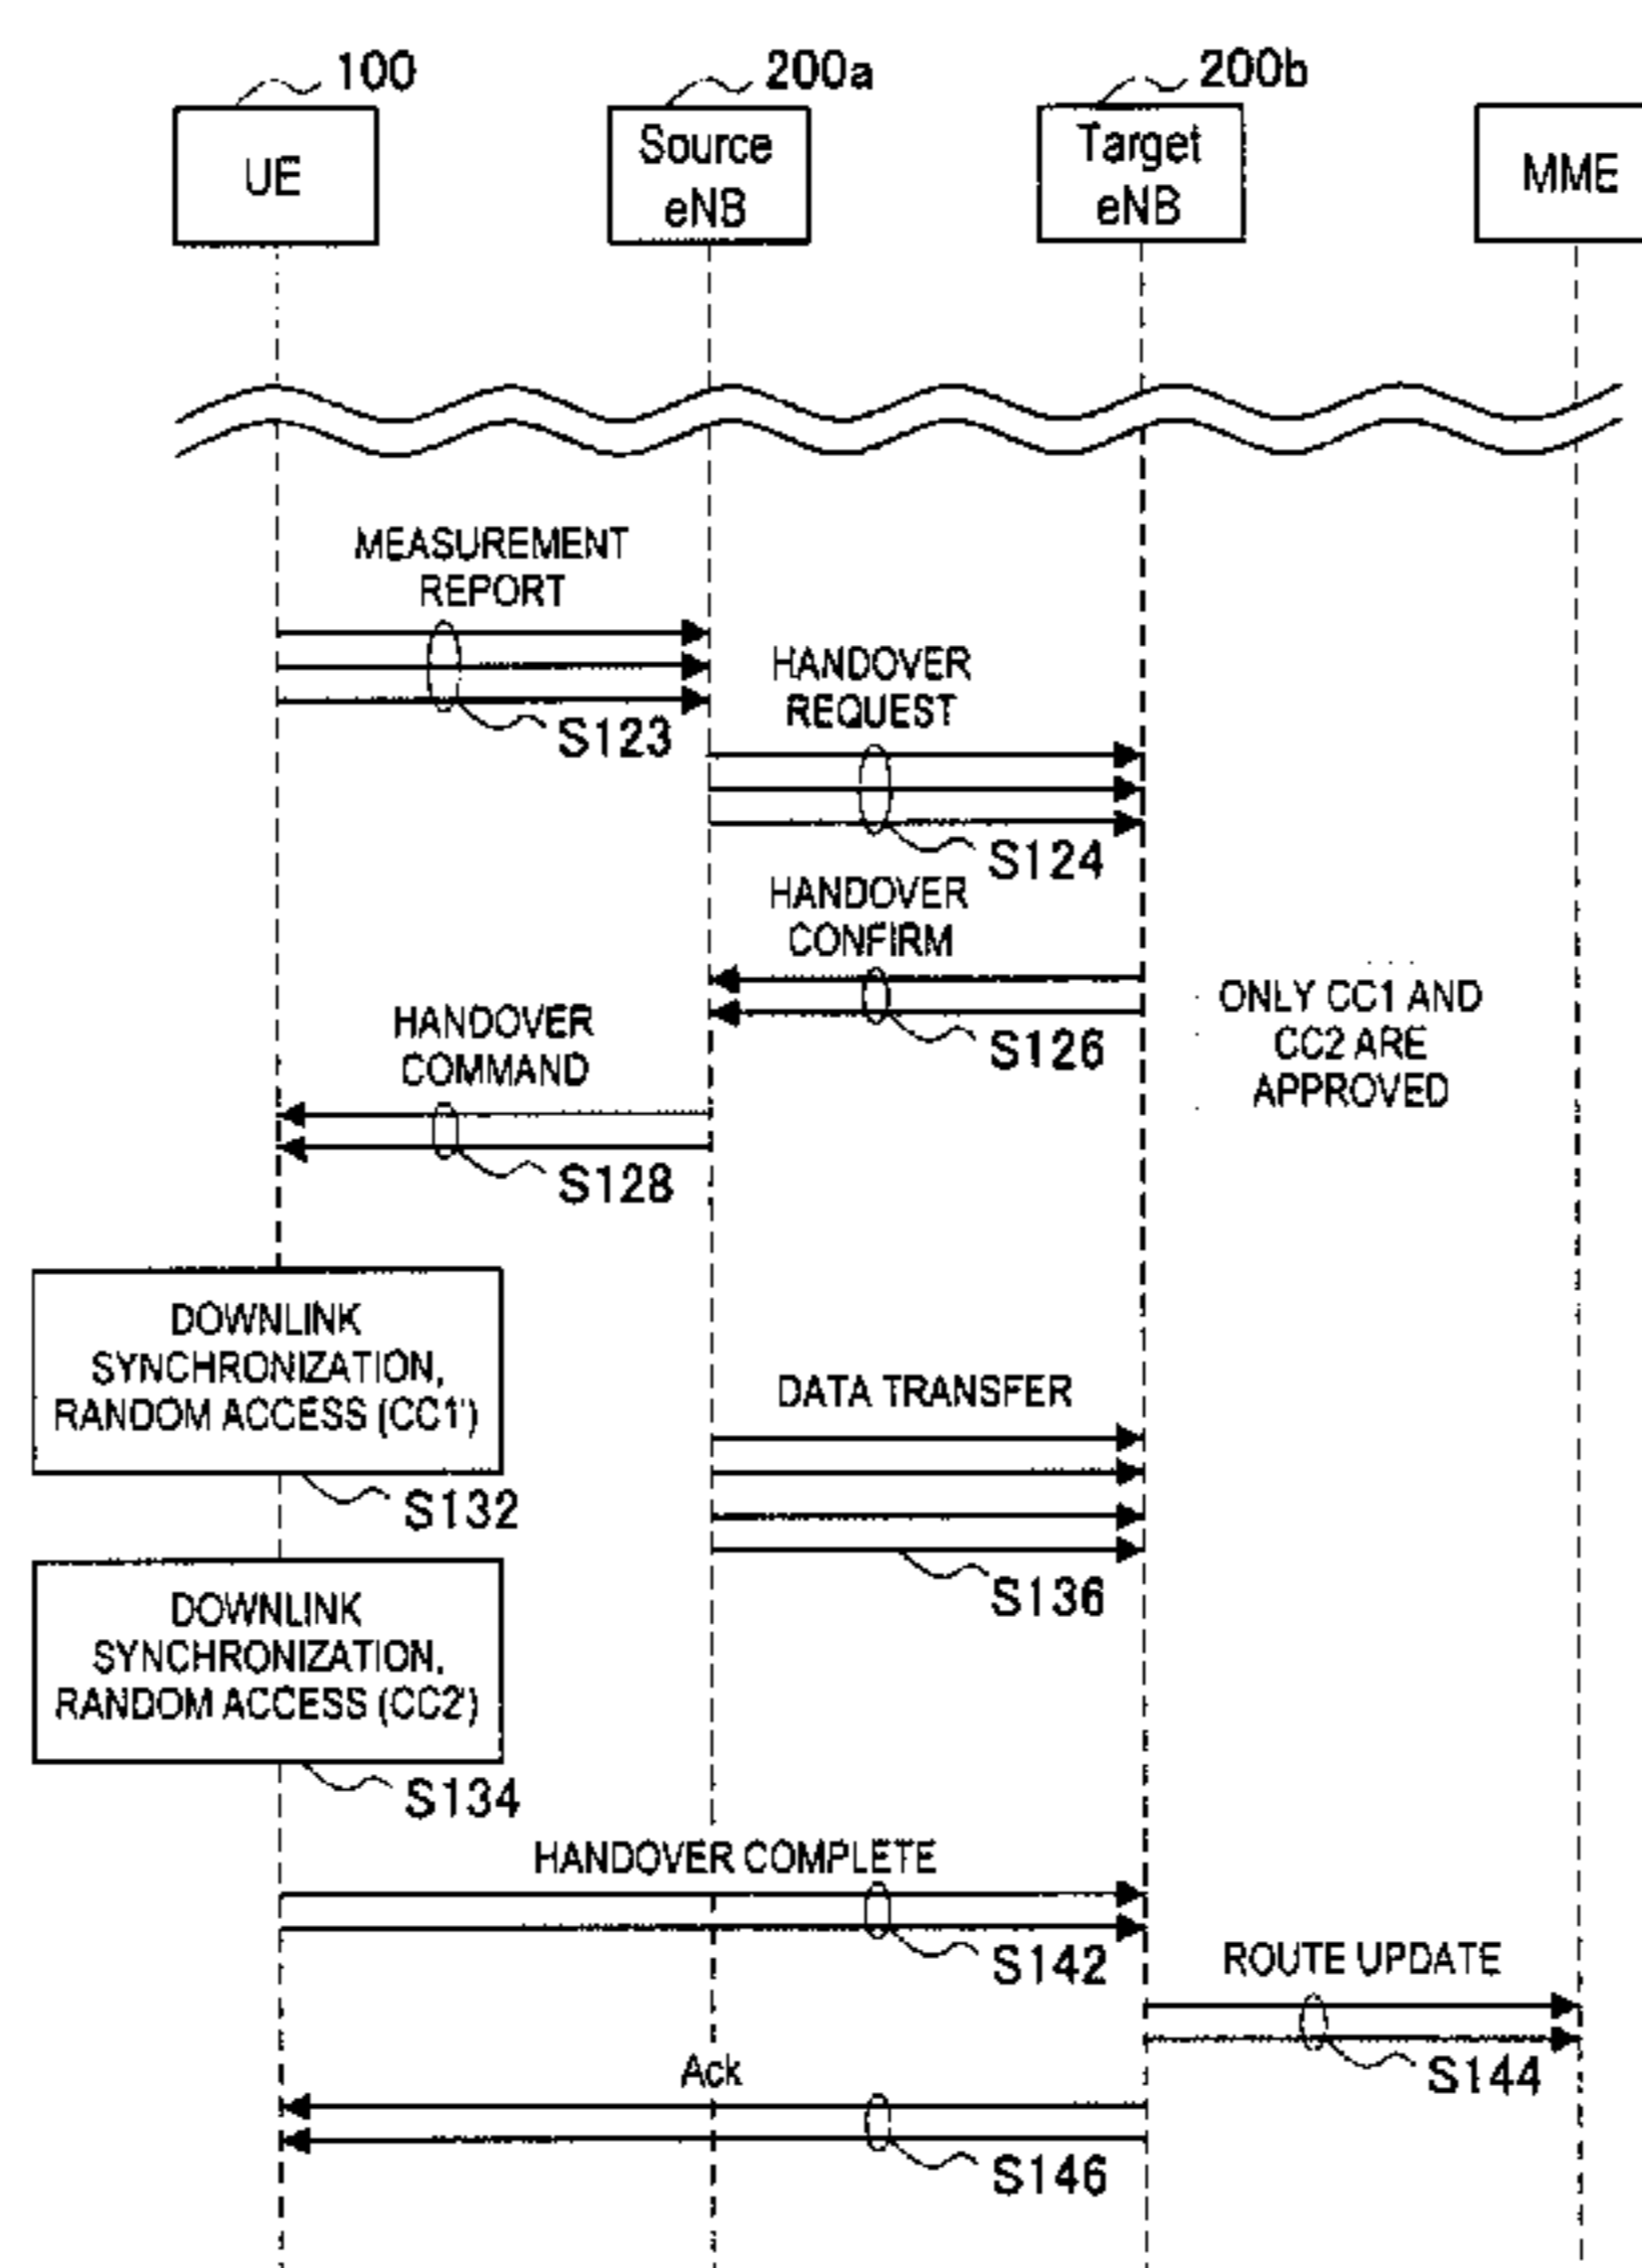 100
200a
200b
UE
Source
eNB
Target
eNB
MME
MEASUREMENT
REPORT
S123
HANDOVER
REQUEST
S124
HANDOVER
CONFIRM
S126
ONLY CC1 AND
CC2 ARE
APPROVED
HANDOVER
COMMAND
S128
DOWNLINK
SYNCHRONIZATION,
RANDOM ACCESS (CC1')
S132
DATA TRANSFER
S136
DOWNLINK
SYNCHRONIZATION,
RANDOM ACCESS (CC2')
S134
HANDOVER COMPLETE
S142
ROUTE UPDATE
S144
Ack
S146